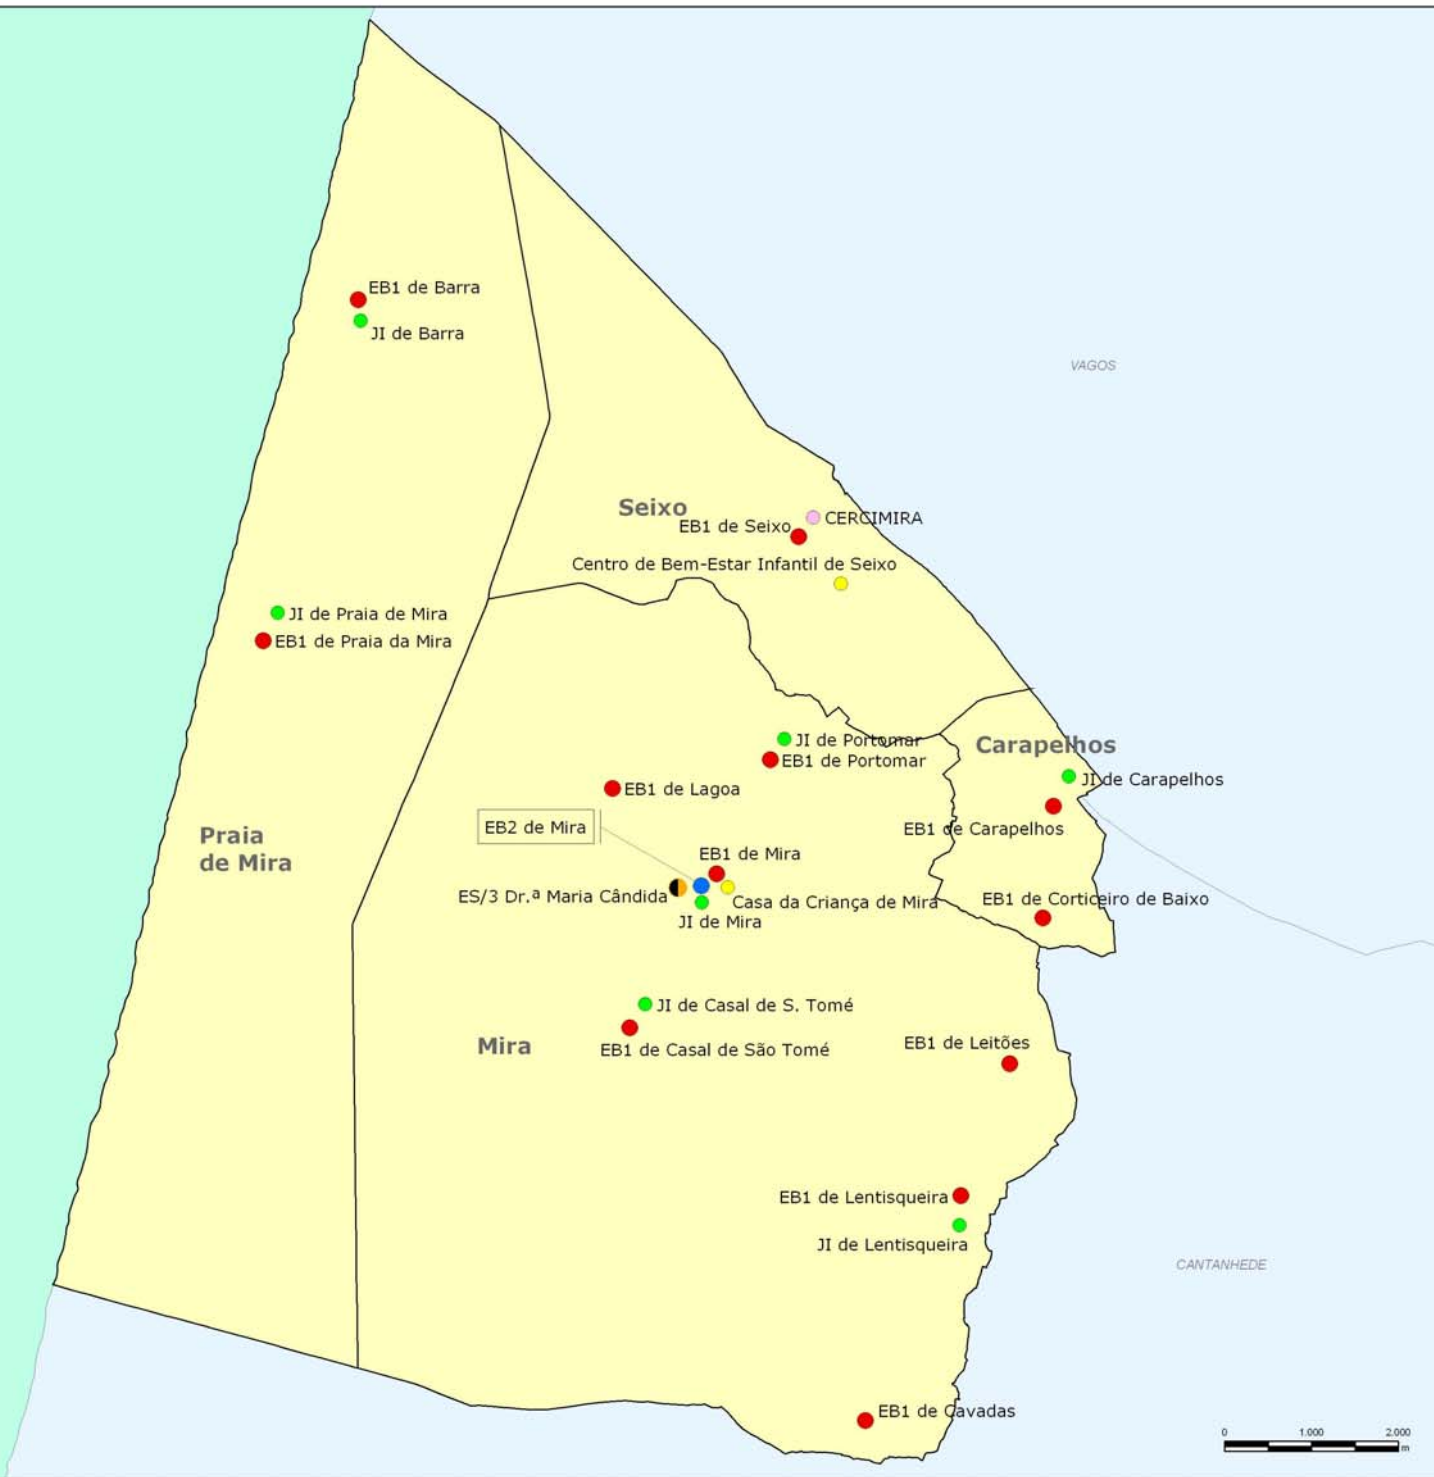 EB1 de Barra
JI de Barra
VAGOS
Seixo
CERCIMIRA
EB1 de Seixo
Centro de Bem-Estar Infantil de Seixo
JI de Praia de Mira
EB1 de Praia da Mira
JI de Portomar
Carapelhos
EB1 de Portomar
JI de Carapelhos
EB1 de Lagoa
EB2 de Mira
EB1 de Carapelhos
Praia
de Mira
EB1 de Mira
ES/3 Dr.ª Maria Cândida
Casa da Criança de Mira
EB1 de Corticeiro de Baixo
JI de Mira
JI de Casal de S. Tomé
Mira
EB1 de Casal de São Tomé
EB1 de Leitões
EB1 de Lentisqueira
JI de Lentisqueira
CANTANHEDE
EB1 de Cavadas
0 1.000 2.000
m